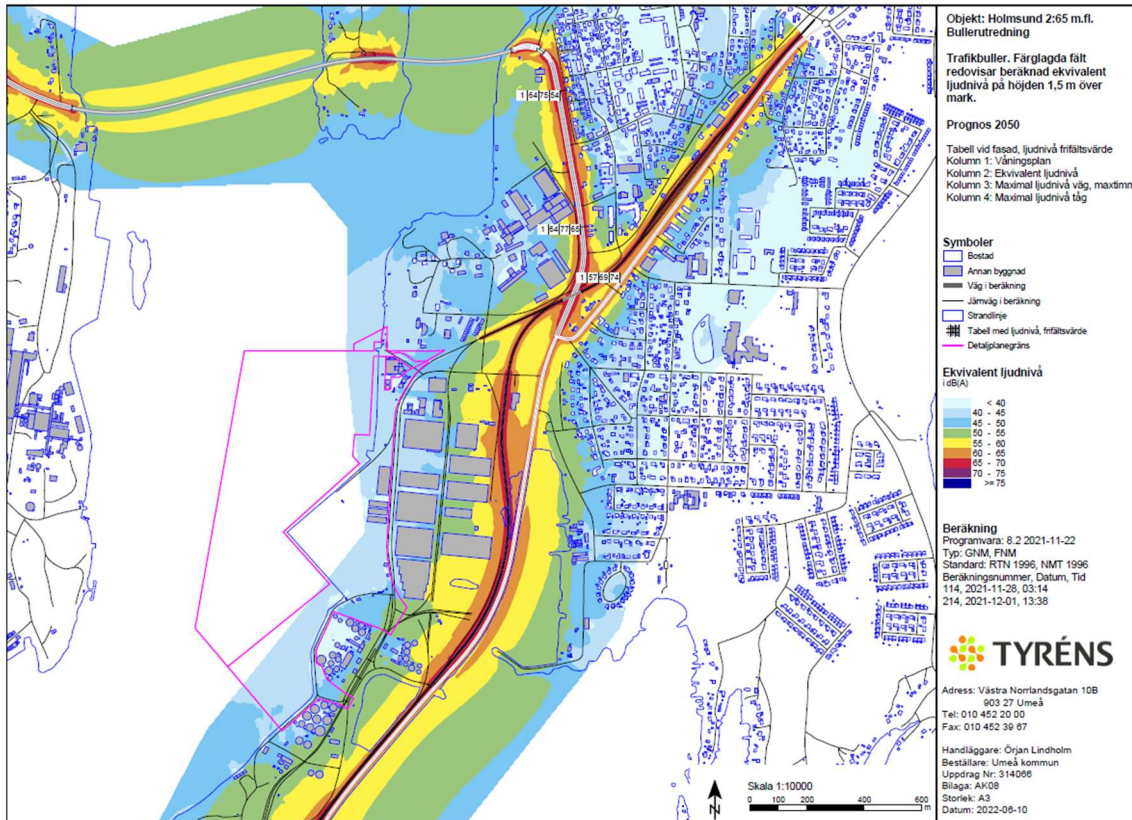 1 64 75 54
1 64 77 65
1 57 69 74
Skala 1:10000
0 100 200 400 600
m
N
Objekt: Holmsund 2:65 m.fl.
Bullerutredning
Trafikbuller. Färglagda fält
redovisar beräknad ekvivalent
ljudnivå på höjden 1,5 m över
mark.
Prognos 2050
Tabell vid fasad, ljudnivå frifältsvärde
Kolumn 1: Våningsplan
Kolumn 2: Ekvivalent ljudnivå
Kolumn 3: Maximal ljudnivå väg, maxtimm
Kolumn 4: Maximal ljudnivå tåg
Symboler
Bostad
Annan byggnad
Väg i beräkning
Järnväg i beräkning
Strandlinje
Tabell med ljudnivå, frifältsvärde
Detaljplanegräns
Ekvivalent ljudnivå
i dB(A)
< 40
40 - 45
45 - 50
50 - 55
55 - 60
60 - 65
65 - 70
70 - 75
>= 75
Beräkning
Programvara: 8.2 2021-11-22
Typ: GNM, FNM
Standard: RTN 1996, NMT 1996
Beräkningsnummer, Datum, Tid
114, 2021-11-28, 03:14
214, 2021-12-01, 13:38
TYRÉNS
Adress: Västra Norrlandsgatan 10B
903 27 Umeå
Tel: 010 452 20 00
Fax: 010 452 39 67
Handläggare: Örjan Lindholm
Beställare: Umeå kommun
Uppdrag Nr: 314066
Bilaga: AK08
Storlek: A3
Datum: 2022-06-10